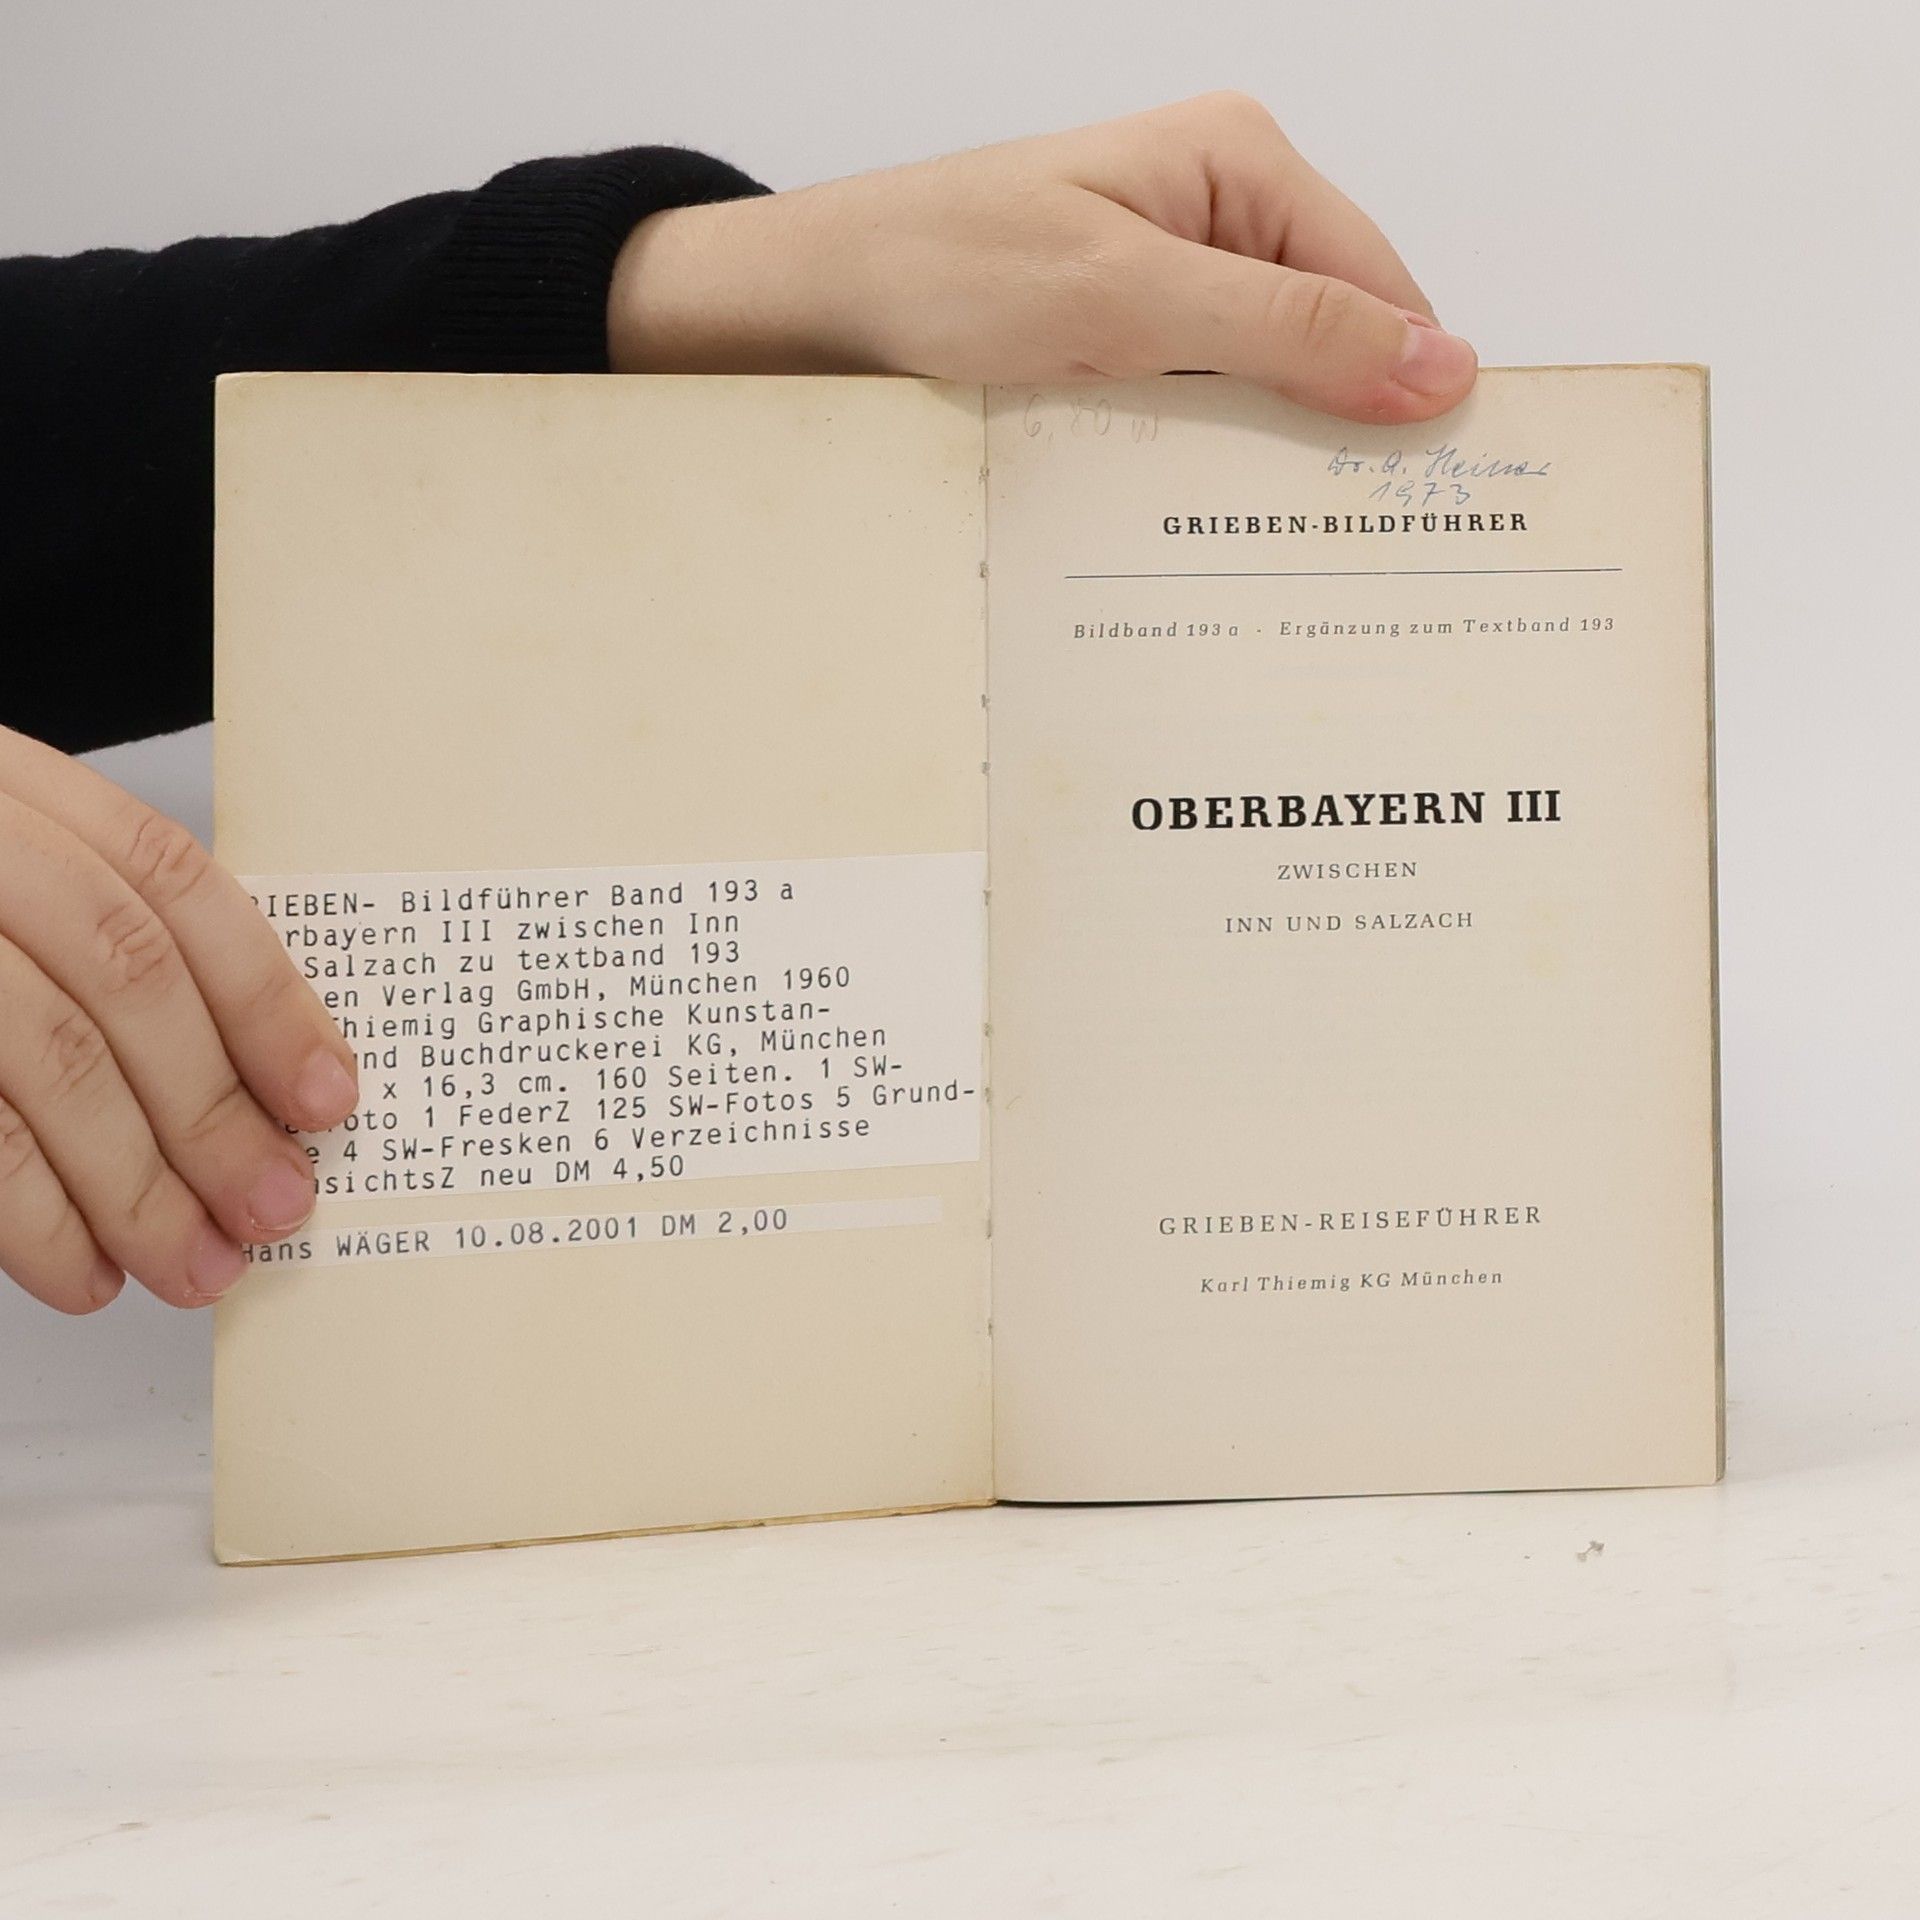 RIEBEN- Bildführer Band 193 a
rbayern III zwischen Inn
Salzach zu textband 193
en Verlag GmbH, München 1960
Thiemig Graphische Kunstan-
und Buchdruckerei KG, München
x 16,3 cm. 160 Seiten. 1 SW-
oto 1 FederZ 125 SW-Fotos 5 Grund-
e 4 SW-Fresken 6 Verzeichnisse
nsichtsZ neu DM 4,50
Hans WÄGER 10.08.2001 DM 2,00
6,80
Dr. A.
1973
GRIEBEN-BILDFÜHRER
Bildband 193 a · Ergänzung zum Textband 193
OBERBAYERN III
ZWISCHEN
INN UND SALZACH
GRIEBEN-REISEFÜHRER
Karl Thiemig KG München